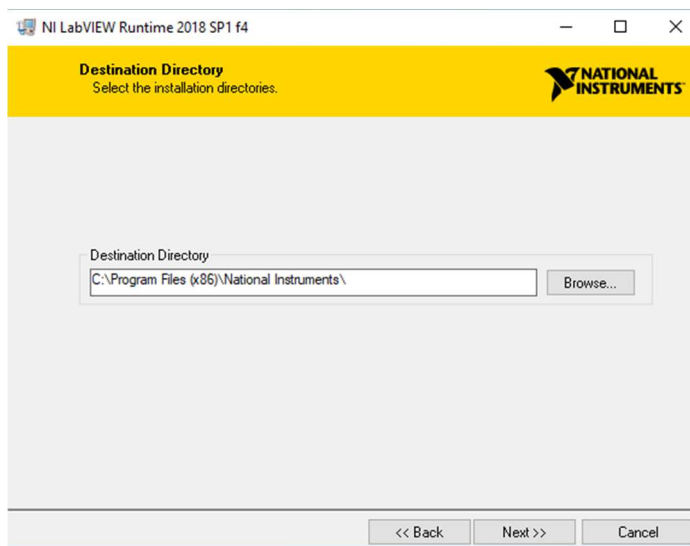 NI LabVIEW Runtime 2018 SP1 f4
Destination Directory
Select the installation directories.
NATIONAL
INSTRUMENTS
Destination Directory
C:\Program Files (x86)\National Instruments\
Browse...
<< Back
Next >>
Cancel